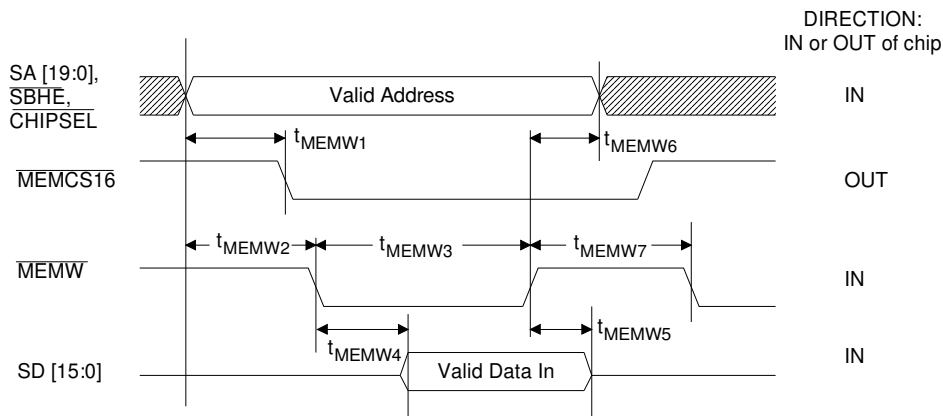 DIRECTION:
IN or OUT of chip
SA [19:0],
SBHE,
CHIPSEL
Valid Address
IN
tMEMW1
tMEMW6
MEMCS16
OUT
tMEMW2
tMEMW3
tMEMW7
MEMW
IN
tMEMW4
tMEMW5
SD [15:0]
Valid Data In
IN